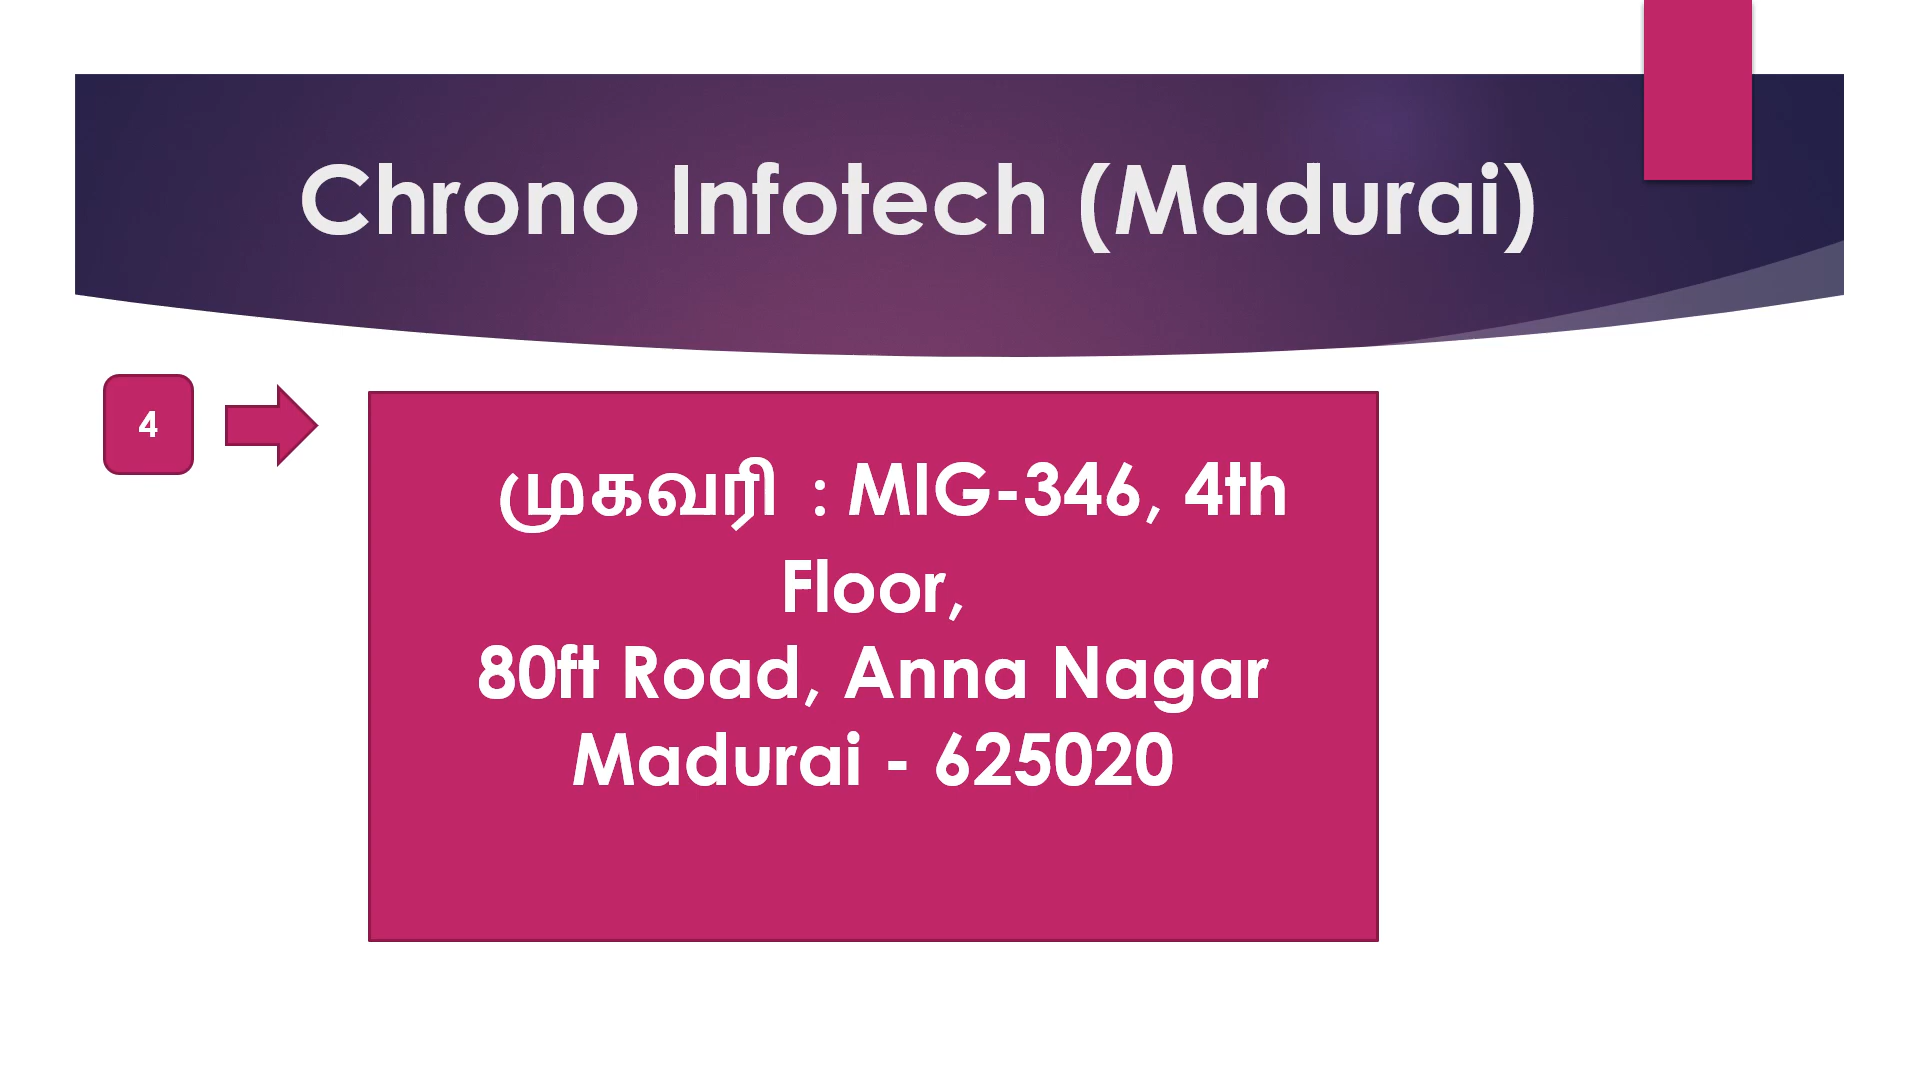 Chrono Infotech (Madurai)
4
முகவரி : MIG-346, 4th
Floor,
80ft Road, Anna Nagar
Madurai - 625020